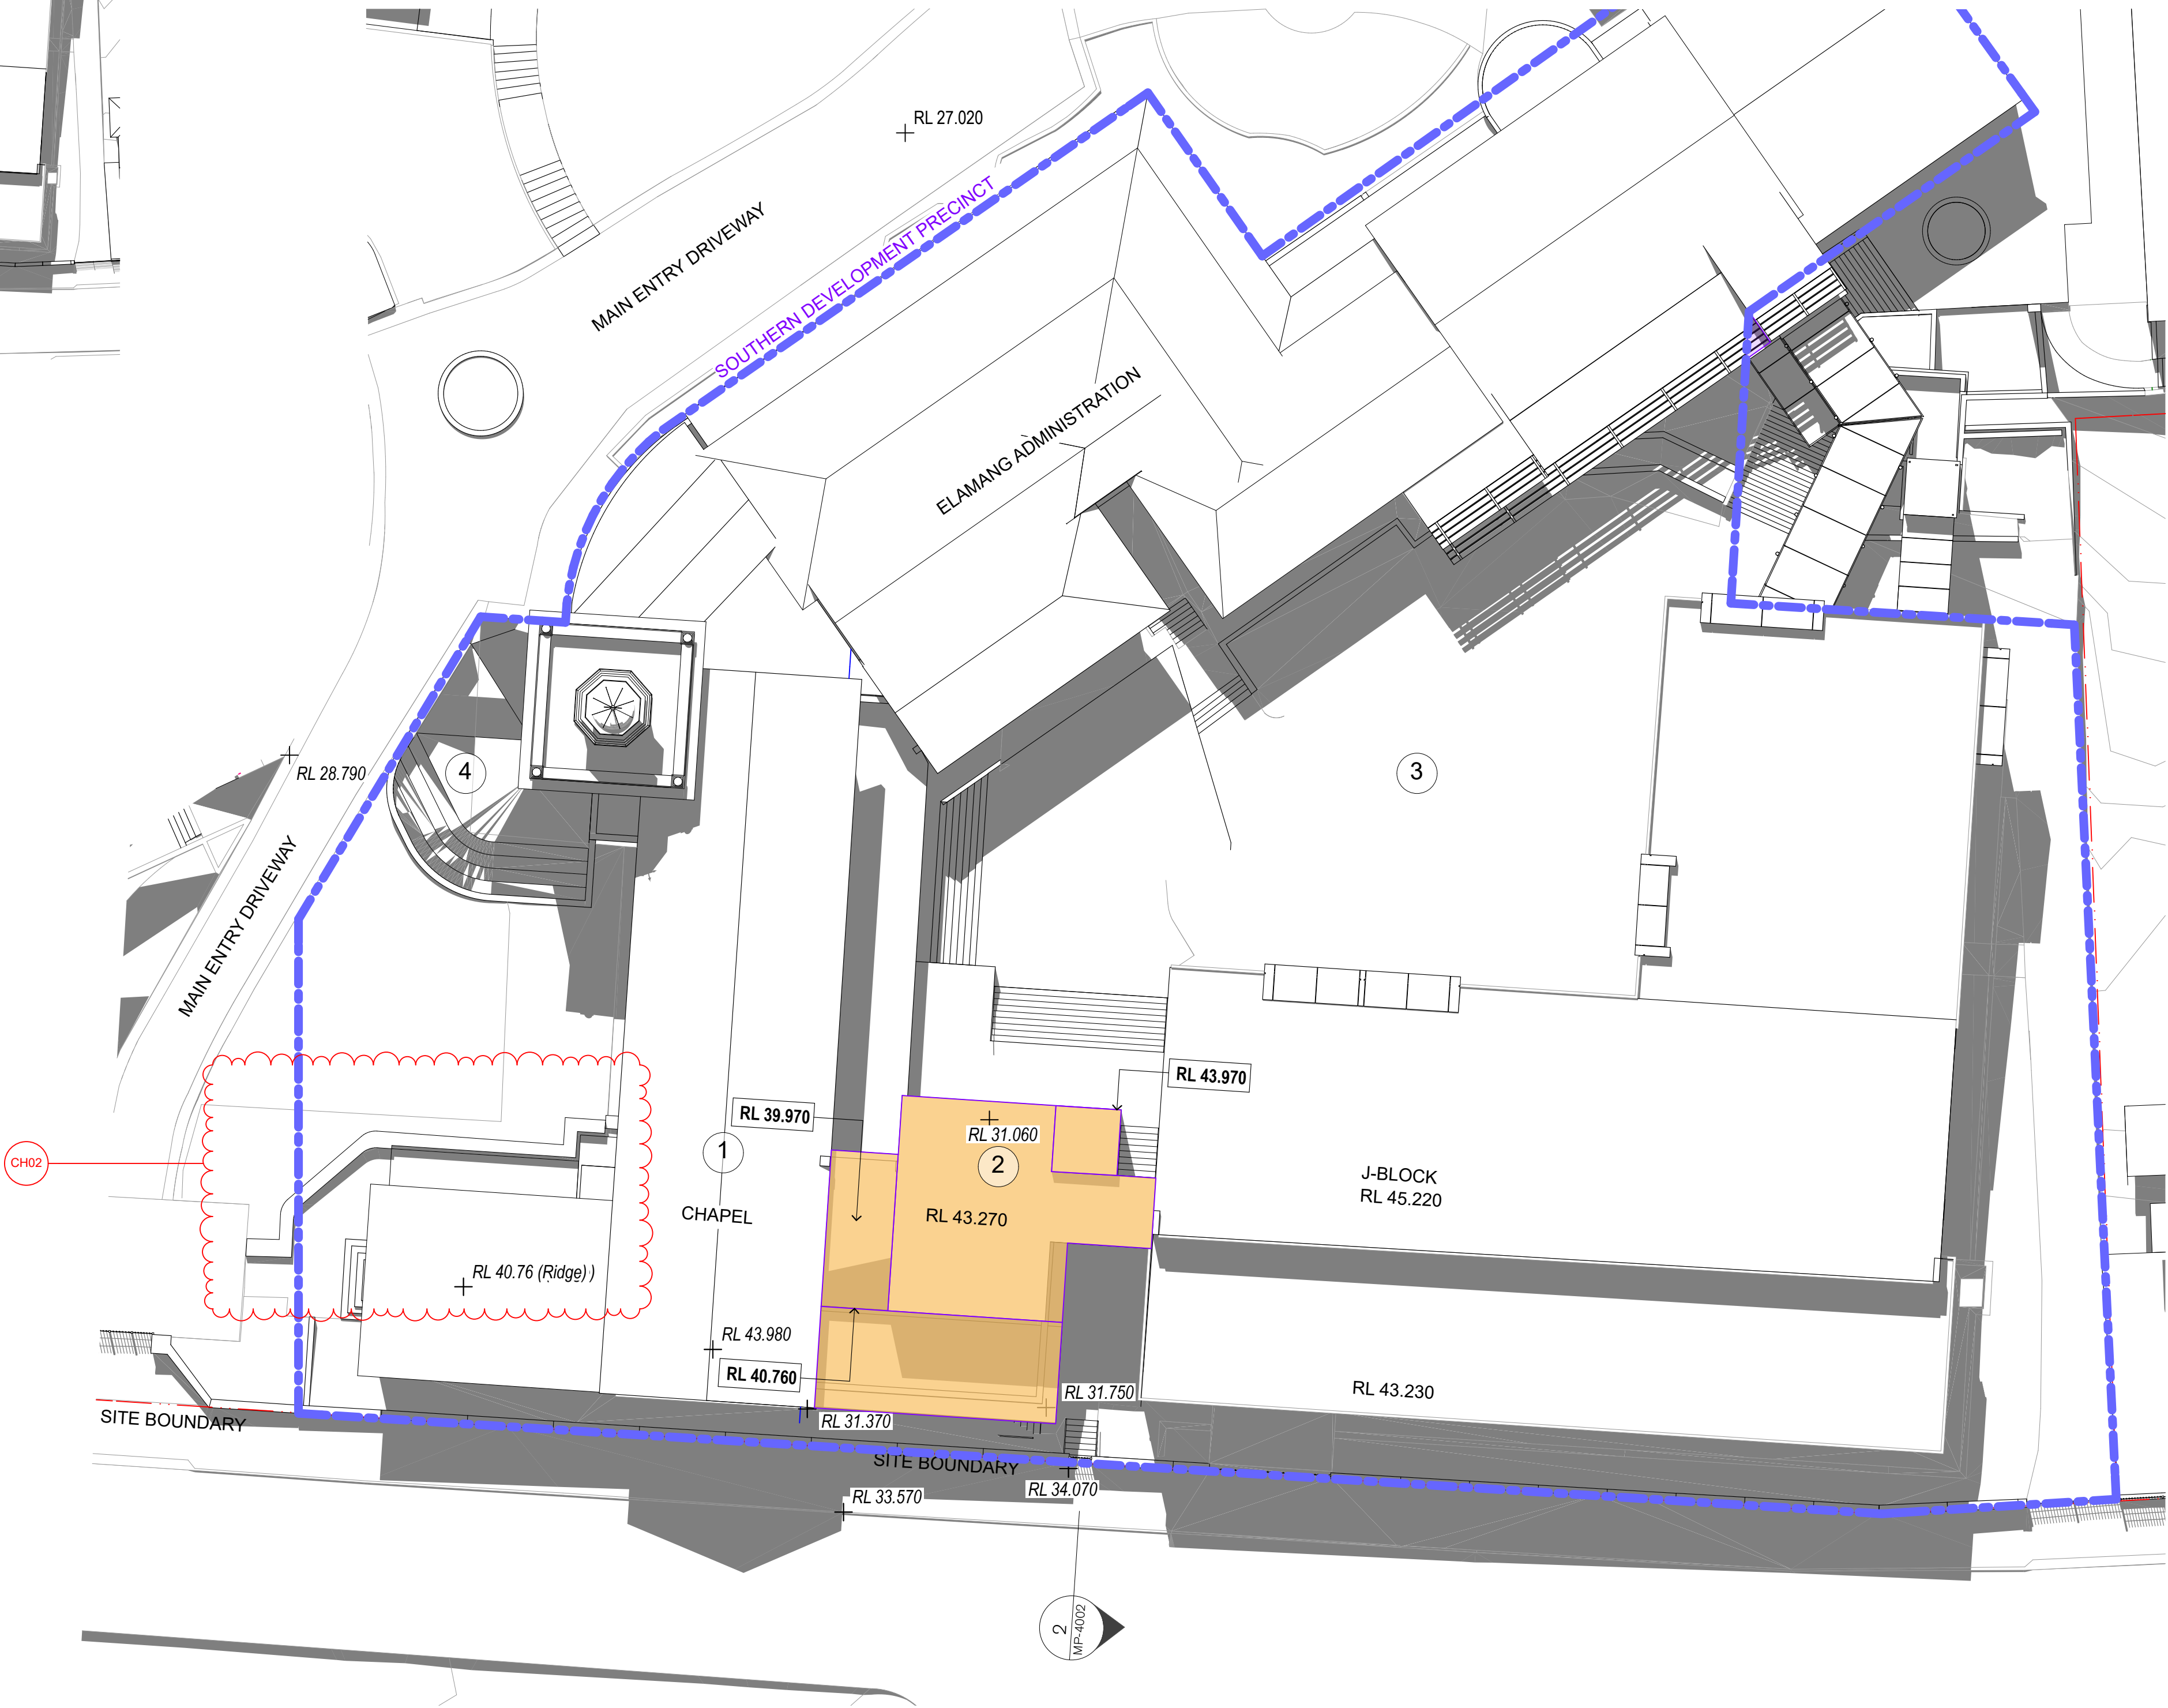 RL 27.020
MAIN ENTRY DRIVEWAY
SOUTHERN DEVELOPMENT PRECINCT
ELAMANG ADMINISTRATION
RL 28.790
4
3
MAIN ENTRY DRIVEWAY
RL 43.970
RL 39.970
RL 31.060
1
2
CH02
J-BLOCK
RL 45.220
CHAPEL
RL 43.270
RL 40.76 (Ridge) )
RL 43.980
RL 40.760
RL 31.750
RL 43.230
SITE BOUNDARY
RL 31.370
SITE BOUNDARY
RL 34.070
RL 33.570
2
MP-4002